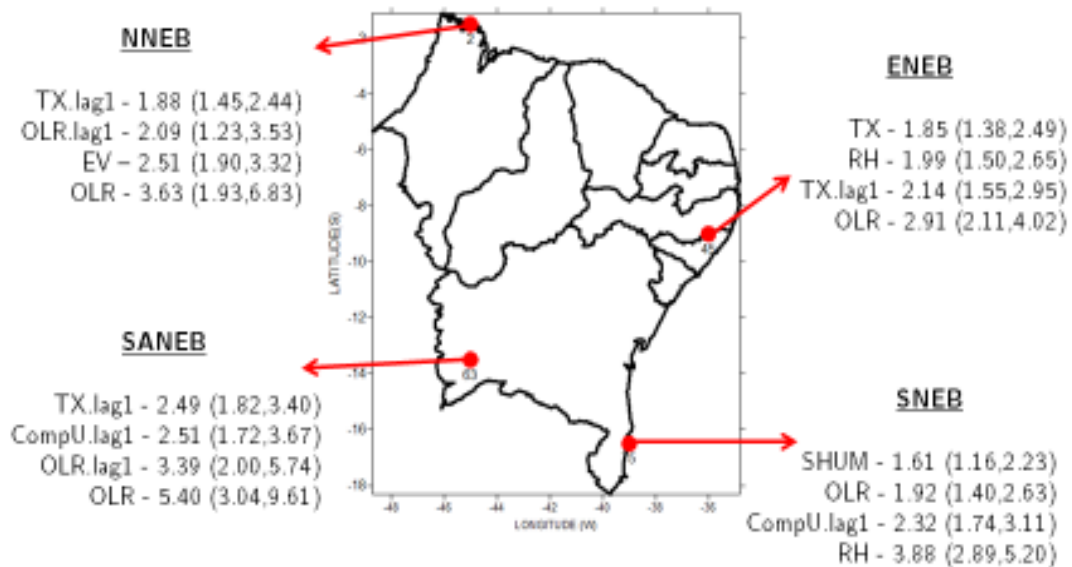 NNEB
TX.lag1 - 1.88 (1.45,2.44)
OLR.lag1 - 2.09 (1.23,3.53)
EV – 2.51 (1.90,3.32)
OLR - 3.63 (1.93,6.83)
ENEB
TX - 1.85 (1.38,2.49)
RH - 1.99 (1.50,2.65)
TX.lag1 - 2.14 (1.55,2.95)
OLR - 2.91 (2.11,4.02)
SANEB
TX.lag1 - 2.49 (1.82,3.40)
CompU.lag1 - 2.51 (1.72,3.67)
OLR.lag1 - 3.39 (2.00,5.74)
OLR - 5.40 (3.04,9.61)
SNEB
SHUM - 1.61 (1.16,2.23)
OLR - 1.92 (1.40,2.63)
CompU.lag1 - 2.32 (1.74,3.11)
RH - 3.88 (2.89,5.20)
LATITUDE(S)
-4
-6
-8
-10
-12
-14
-16
-18
2
45
63
-48
-46
-44
-42
-40
-38
-36
LONGITUDE (W)